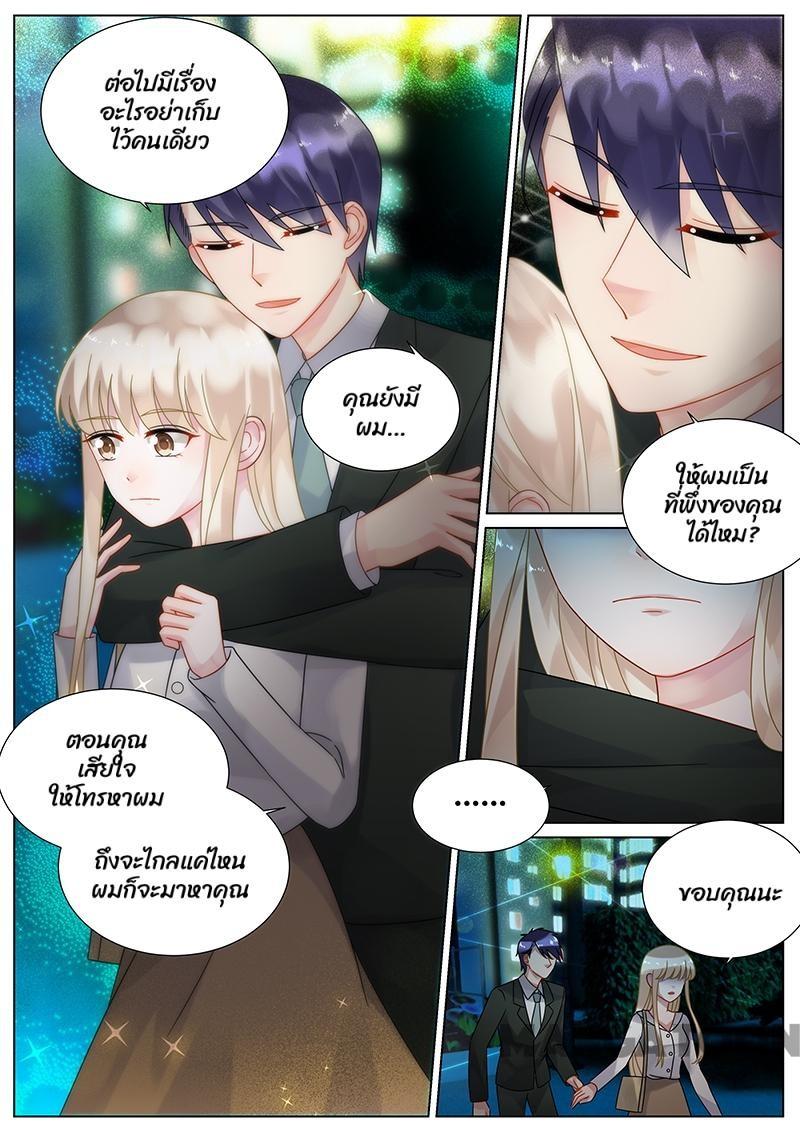 ต่อไปมีเรื่อง
อะไรอย่าเก็บ
ไว้คนเดียว
คุณยังมี
ผม...
ตอนคุณ
เสียใจ
ให้โทรหาผม
ถึงจะไกลแค่ไหน
ผมก็จะมาหาคุณ
ให้ผมเป็น
ที่พึ่งของคุณ
ได้ไหม?
......
ขอบคุณนะ